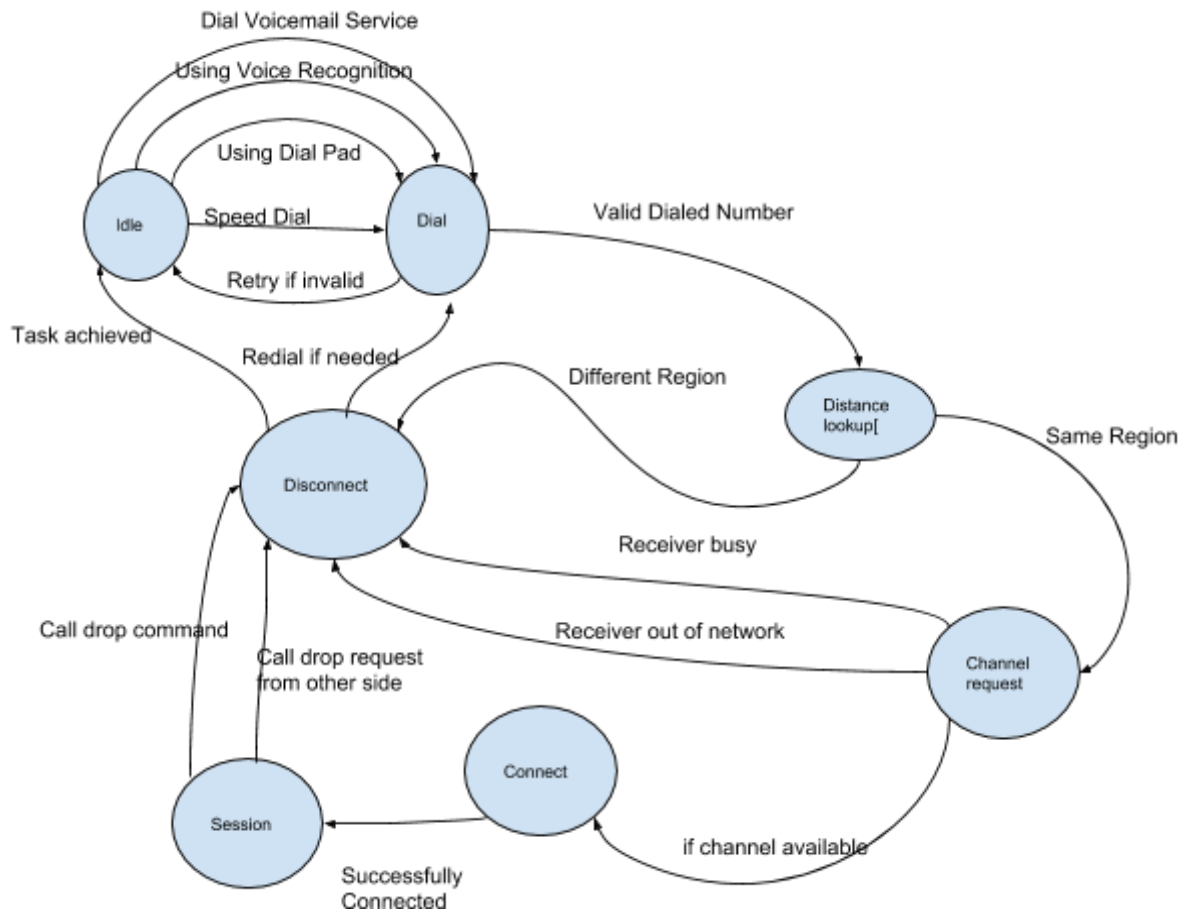 Dial Voicemail Service
Using Voice Recognition
Using Dial Pad
Idle
Speed Dial
Dial
Valid Dialed Number
Retry if invalid
Task achieved
Redial if needed
Different Region
Distance
lookup[
Same Region
Disconnect
Receiver busy
Call drop command
Receiver out of network
Call drop request
from other side
Channel
request
Connect
Session
if channel available
Successfully
Connected